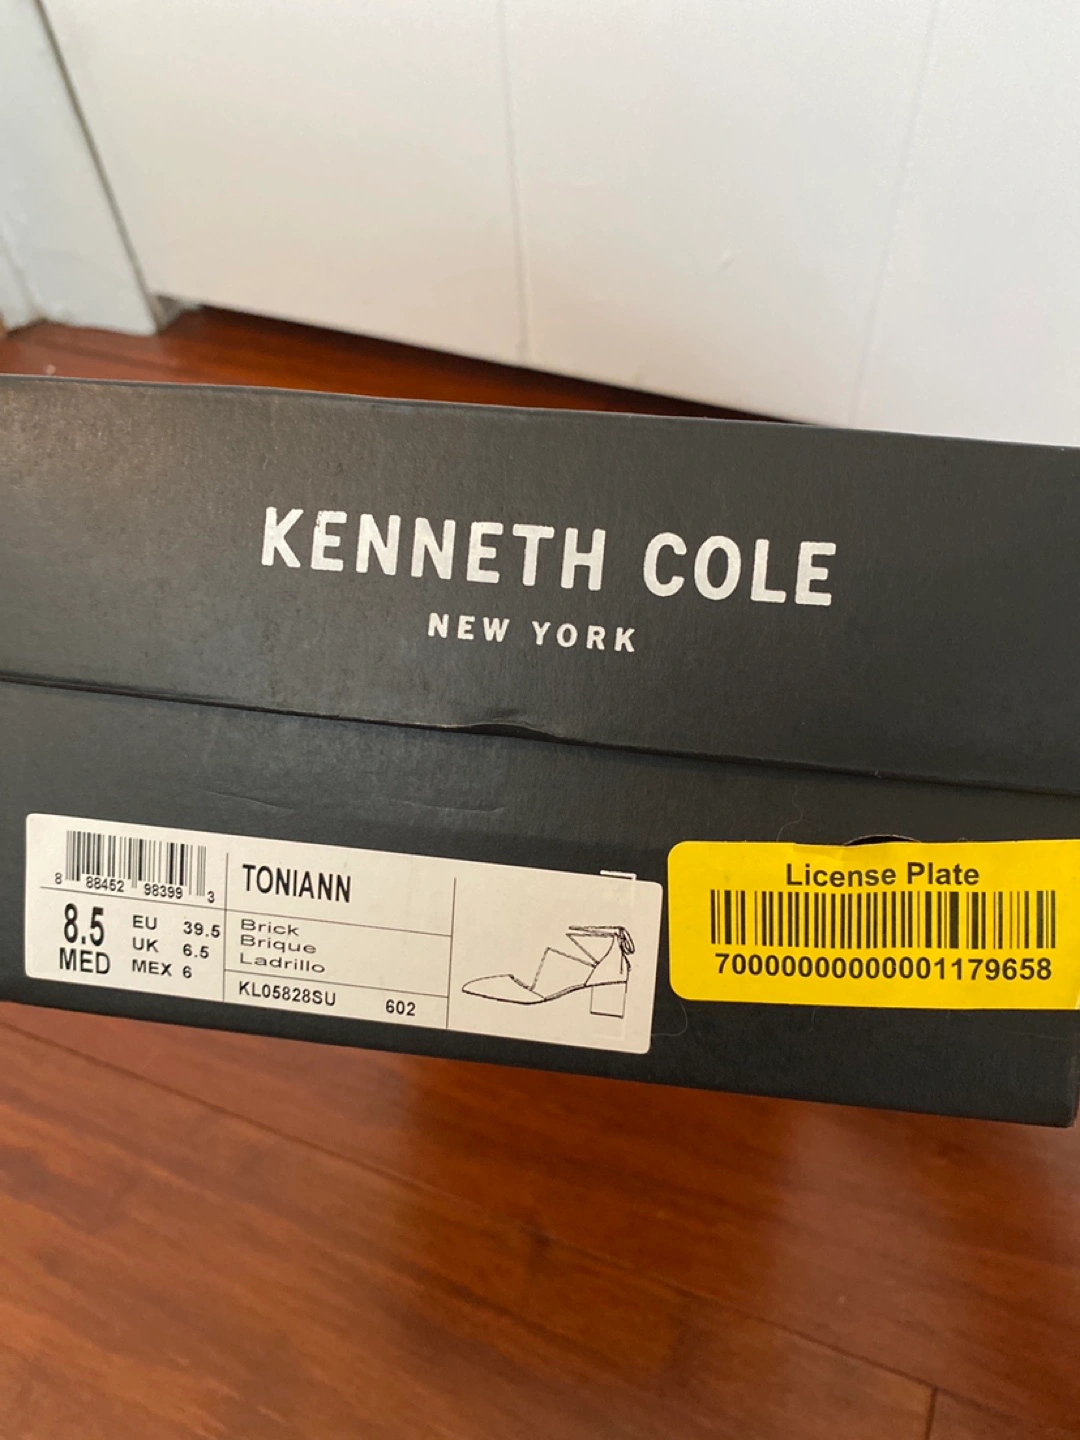 KENNETH COLE
NEW YORK
8 88452 98399 3
TONIANN
8.5
MED
EU 39.5
UK 6.5
MEX 6
Brick
Brique
Ladrillo
KL05828SU 602
License Plate
70000000000001179658